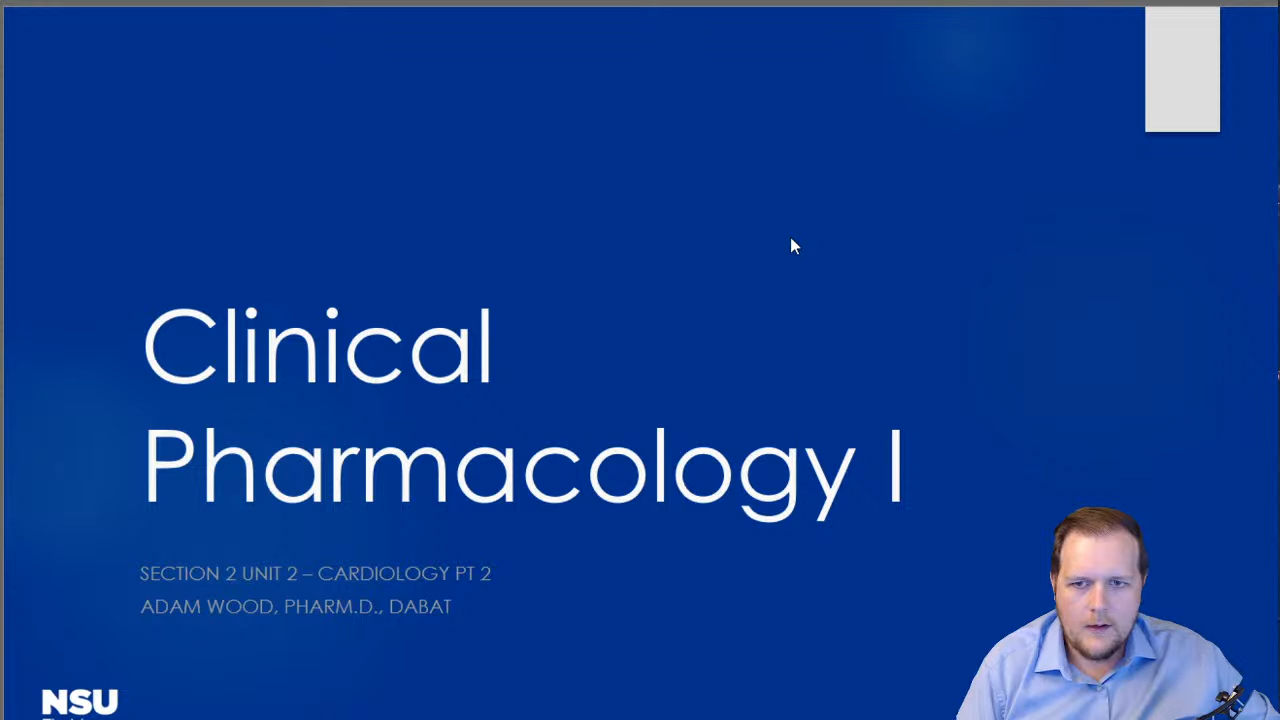 Clinical
Pharmacology I
SECTION 2 UNIT 2 – CARDIOLOGY PT 2
ADAM WOOD, PHARM.D., DABAT
NSU